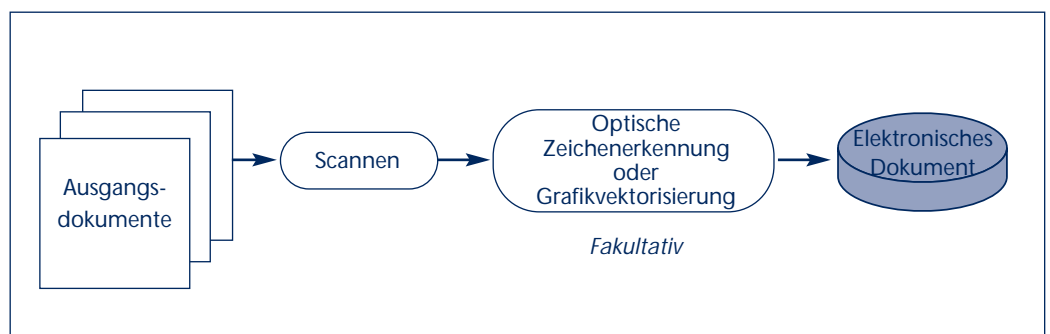 Ausgangs-
dokumente
Scannen
Optische
Zeichenerkennung
oder
Grafikvektorisierung
Fakultativ
Elektronisches
Dokument